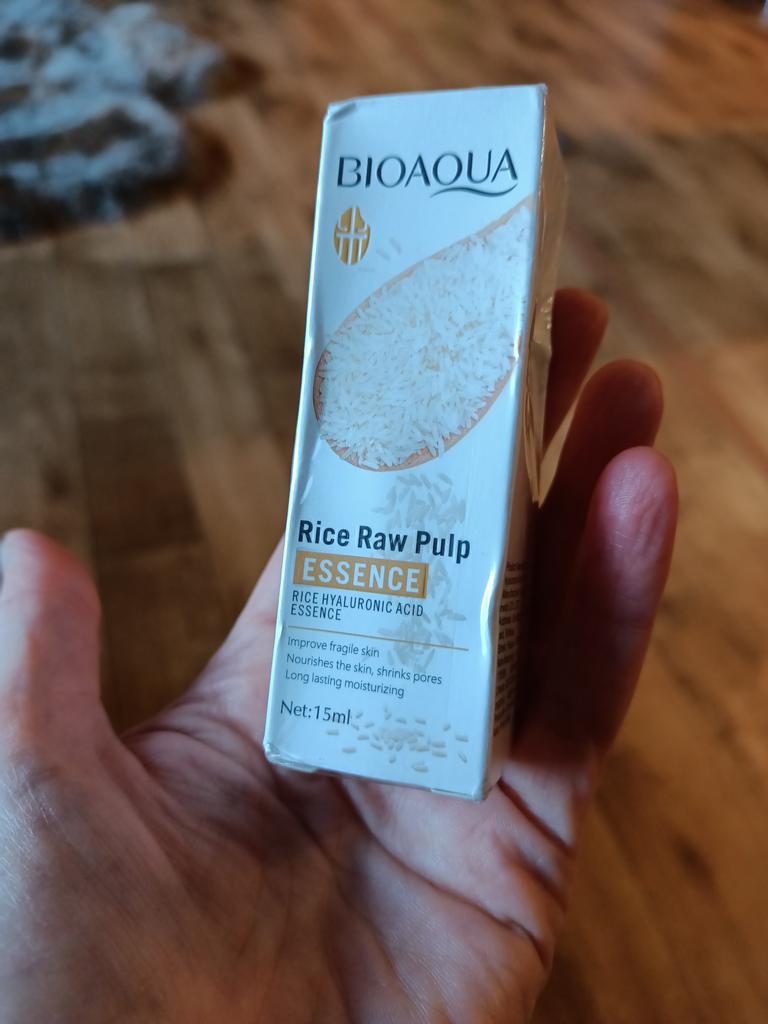 BIOAQUA
Rice Raw Pulp
ESSENCE
RICE HYALURONIC ACID
ESSENCE
Improve fragile skin
Nourishes the skin, shrinks pores
Long lasting moisturizing
Net:15ml